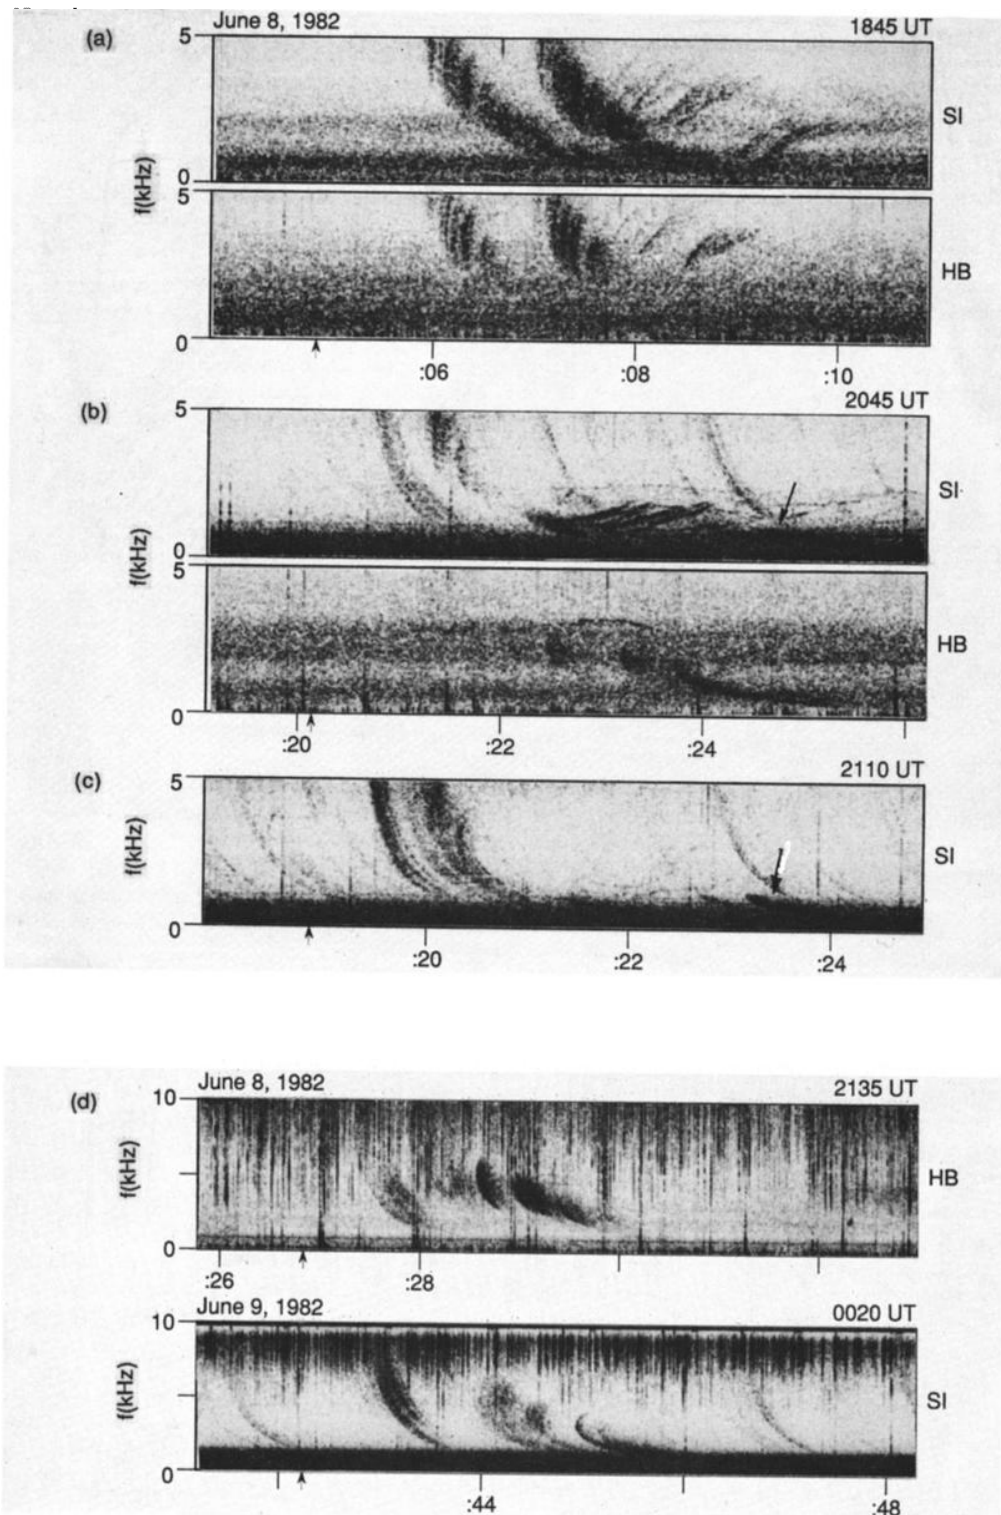 (a) June 8, 1982 1845 UT
5
f(kHz) SI
0
5
HB
0
:06 :08 :10
(b) 2045 UT
5
f(kHz) SI
0
5
HB
0
:20 :22 :24
(c) 2110 UT
5
f(kHz) SI
0
:20 :22 :24
(d) June 8, 1982 2135 UT
10
f(kHz) HB
0
:26 :28
June 9, 1982 0020 UT
10
f(kHz) SI
0
:44 :48